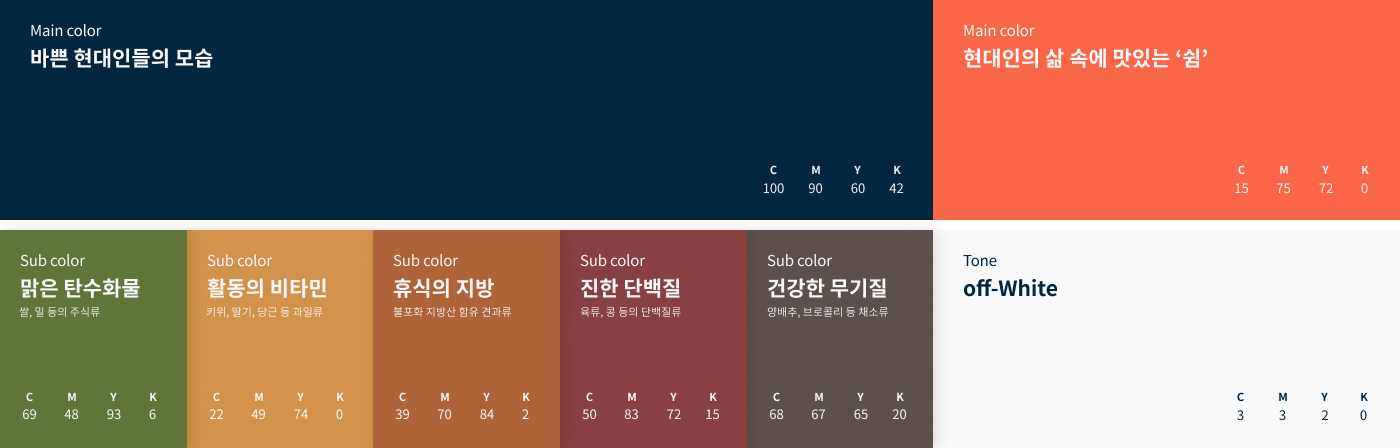 Main color
바쁜 현대인들의 모습
C M Y K
100 90 60 42
Main color
현대인의 삶 속에 맛있는 ‘쉼’
C M Y K
15 75 72 0
Sub color
맑은 탄수화물
쌀, 밀 등의 주식류
C M Y K
69 48 93 6
Sub color
활동의 비타민
키위, 딸기, 당근 등 과일류
C M Y K
22 49 74 0
Sub color
휴식의 지방
불포화 지방산 함유 견과류
C M Y K
39 70 84 2
Sub color
진한 단백질
육류, 콩 등의 단백질류
C M Y K
50 83 72 15
Sub color
건강한 무기질
양배추, 브로콜리 등 채소류
C M Y K
68 67 65 20
Tone
off-White
C M Y K
3 3 2 0